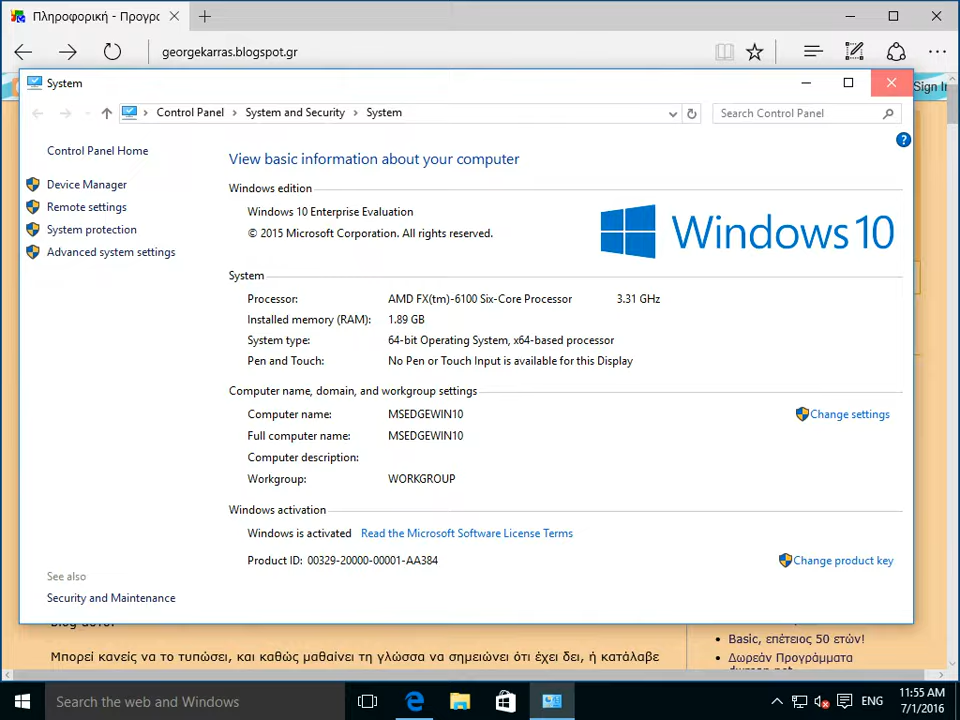 Πληροφορική - Προγρα
georgekarras.blogspot.gr
Sign In
System
Control Panel > System and Security > System
Search Control Panel
Control Panel Home
Device Manager
Remote settings
System protection
Advanced system settings
See also
Security and Maintenance
View basic information about your computer
Windows edition
Windows 10 Enterprise Evaluation
© 2015 Microsoft Corporation. All rights reserved.
Windows 10
System
Processor: AMD FX(tm)-6100 Six-Core Processor 3.31 GHz
Installed memory (RAM): 1.89 GB
System type: 64-bit Operating System, x64-based processor
Pen and Touch: No Pen or Touch Input is available for this Display
Computer name, domain, and workgroup settings
Computer name: MSEDGEWIN10
Change settings
Full computer name: MSEDGEWIN10
Computer description:
Workgroup: WORKGROUP
Windows activation
Windows is activated Read the Microsoft Software License Terms
Product ID: 00329-20000-00001-AA384
Change product key
Μπορεί κανείς να το τυπώσει, και καθώς μαθαίνει τη γλώσσα να σημειώνει ότι έχει δει, ή κατάλαβε
Basic, επέτειος 50 ετών!
Δωρεάν Προγράμματα
Search the web and Windows
ENG
11:55 AM
7/1/2016